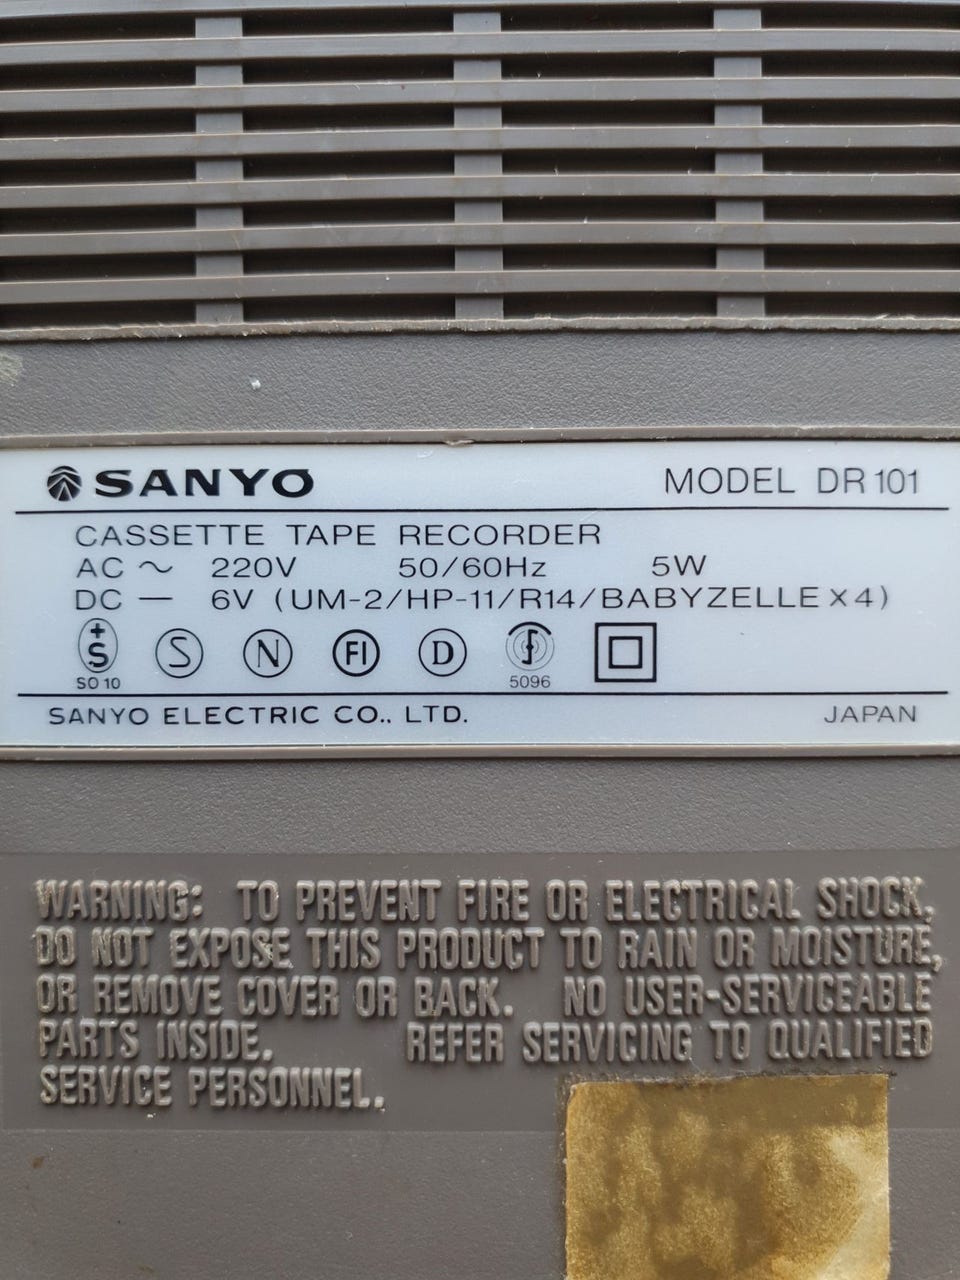 SANYO MODEL DR 101
CASSETTE TAPE RECORDER
AC ~ 220V 50/60Hz 5W
DC — 6V (UM-2/HP-11/R14/BABYZELLE X 4)
+S S N FI D
SO 10 5096
SANYO ELECTRIC CO., LTD. JAPAN
WARNING: TO PREVENT FIRE OR ELECTRICAL SHOCK,
DO NOT EXPOSE THIS PRODUCT TO RAIN OR MOISTURE,
OR REMOVE COVER OR BACK. NO USER-SERVICEABLE
PARTS INSIDE. REFER SERVICING TO QUALIFIED
SERVICE PERSONNEL.